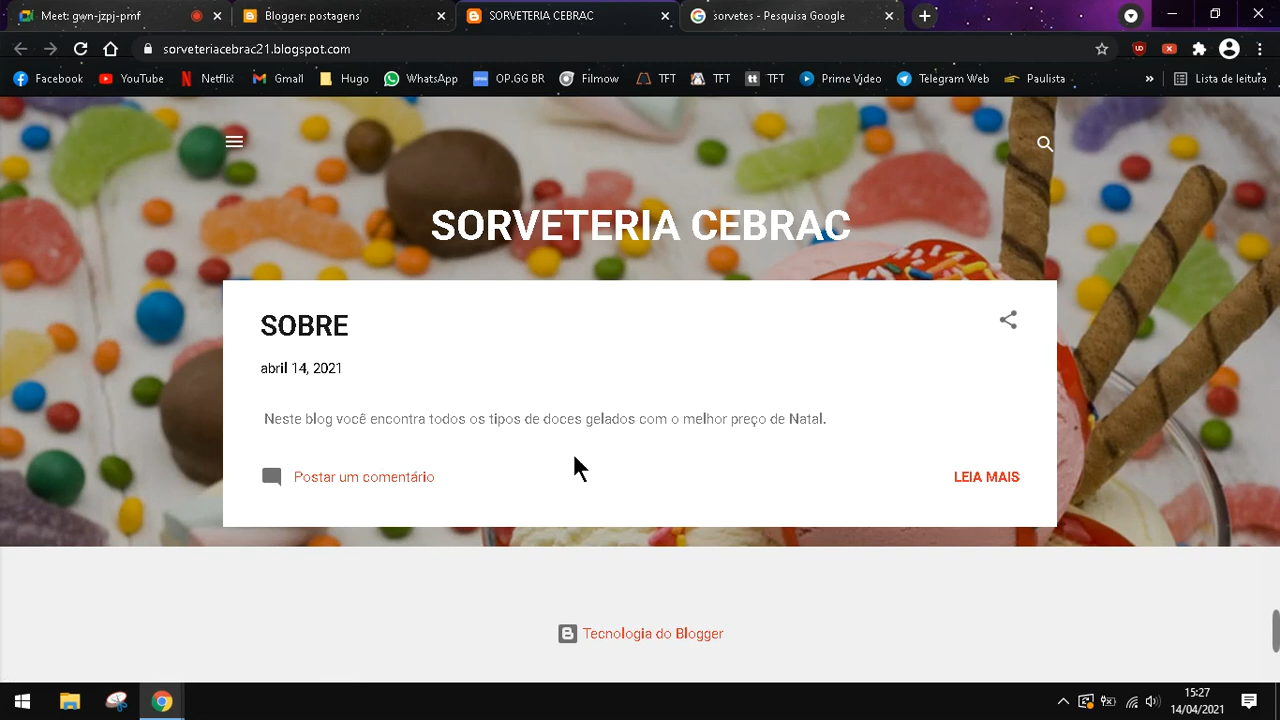 Meet: gwn-jzpj-pmf
Blogger: postagens
SORVETERIA CEBRAC
sorvetes - Pesquisa Google
sorveteriacebrac21.blogspot.com
Facebook
YouTube
Netflix
Gmail
Hugo
WhatsApp
OP.GG BR
Filmow
TFT
TFT
TFT
Prime Video
Telegram Web
Paulista
»
Lista de leitura
SORVETERIA CEBRAC
SOBRE
abril 14, 2021
Neste blog você encontra todos os tipos de doces gelados com o melhor preço de Natal.
Postar um comentário
LEIA MAIS
Tecnologia do Blogger
15:27
14/04/2021